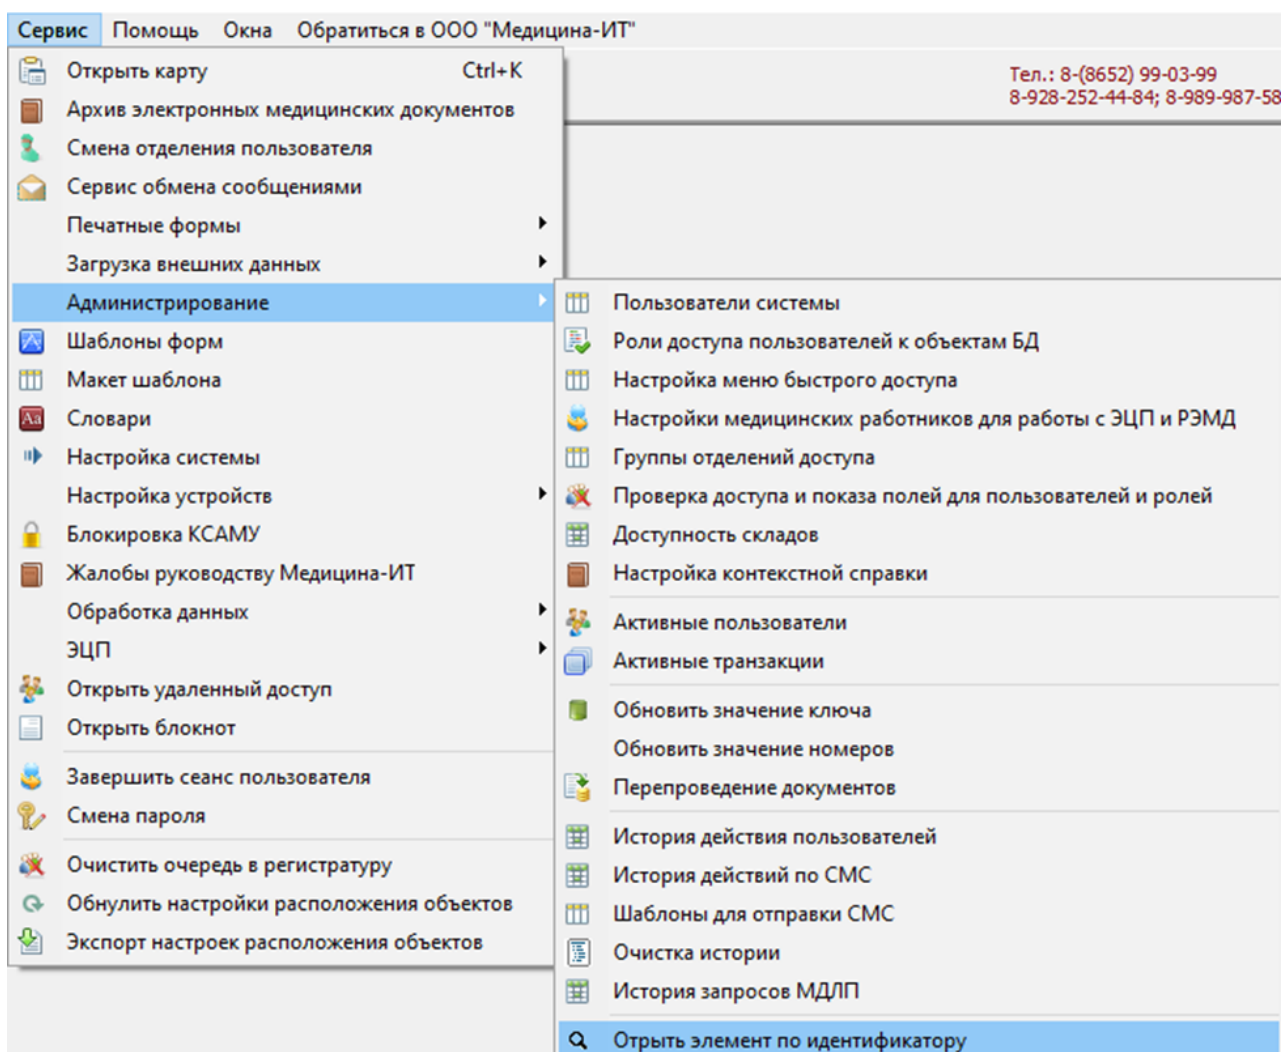 Сервис Помощь Окна Обратиться в ООО "Медицина-ИТ"
Тел.: 8-(8652) 99-03-99
8-928-252-44-84; 8-989-987-58
Открыть карту Ctrl+K
Архив электронных медицинских документов
Смена отделения пользователя
Сервис обмена сообщениями
Печатные формы
Загрузка внешних данных
Администрирование
Шаблоны форм
Макет шаблона
Словари
Настройка системы
Настройка устройств
Блокировка КСАМУ
Жалобы руководству Медицина-ИТ
Обработка данных
ЭЦП
Открыть удаленный доступ
Открыть блокнот
Завершить сеанс пользователя
Смена пароля
Очистить очередь в регистратуру
Обнулить настройки расположения объектов
Экспорт настроек расположения объектов
Пользователи системы
Роли доступа пользователей к объектам БД
Настройка меню быстрого доступа
Настройки медицинских работников для работы с ЭЦП и РЭМД
Группы отделений доступа
Проверка доступа и показа полей для пользователей и ролей
Доступность складов
Настройка контекстной справки
Активные пользователи
Активные транзакции
Обновить значение ключа
Обновить значение номеров
Перепроведение документов
История действия пользователей
История действий по СМС
Шаблоны для отправки СМС
Очистка истории
История запросов МДЛП
Отрыть элемент по идентификатору